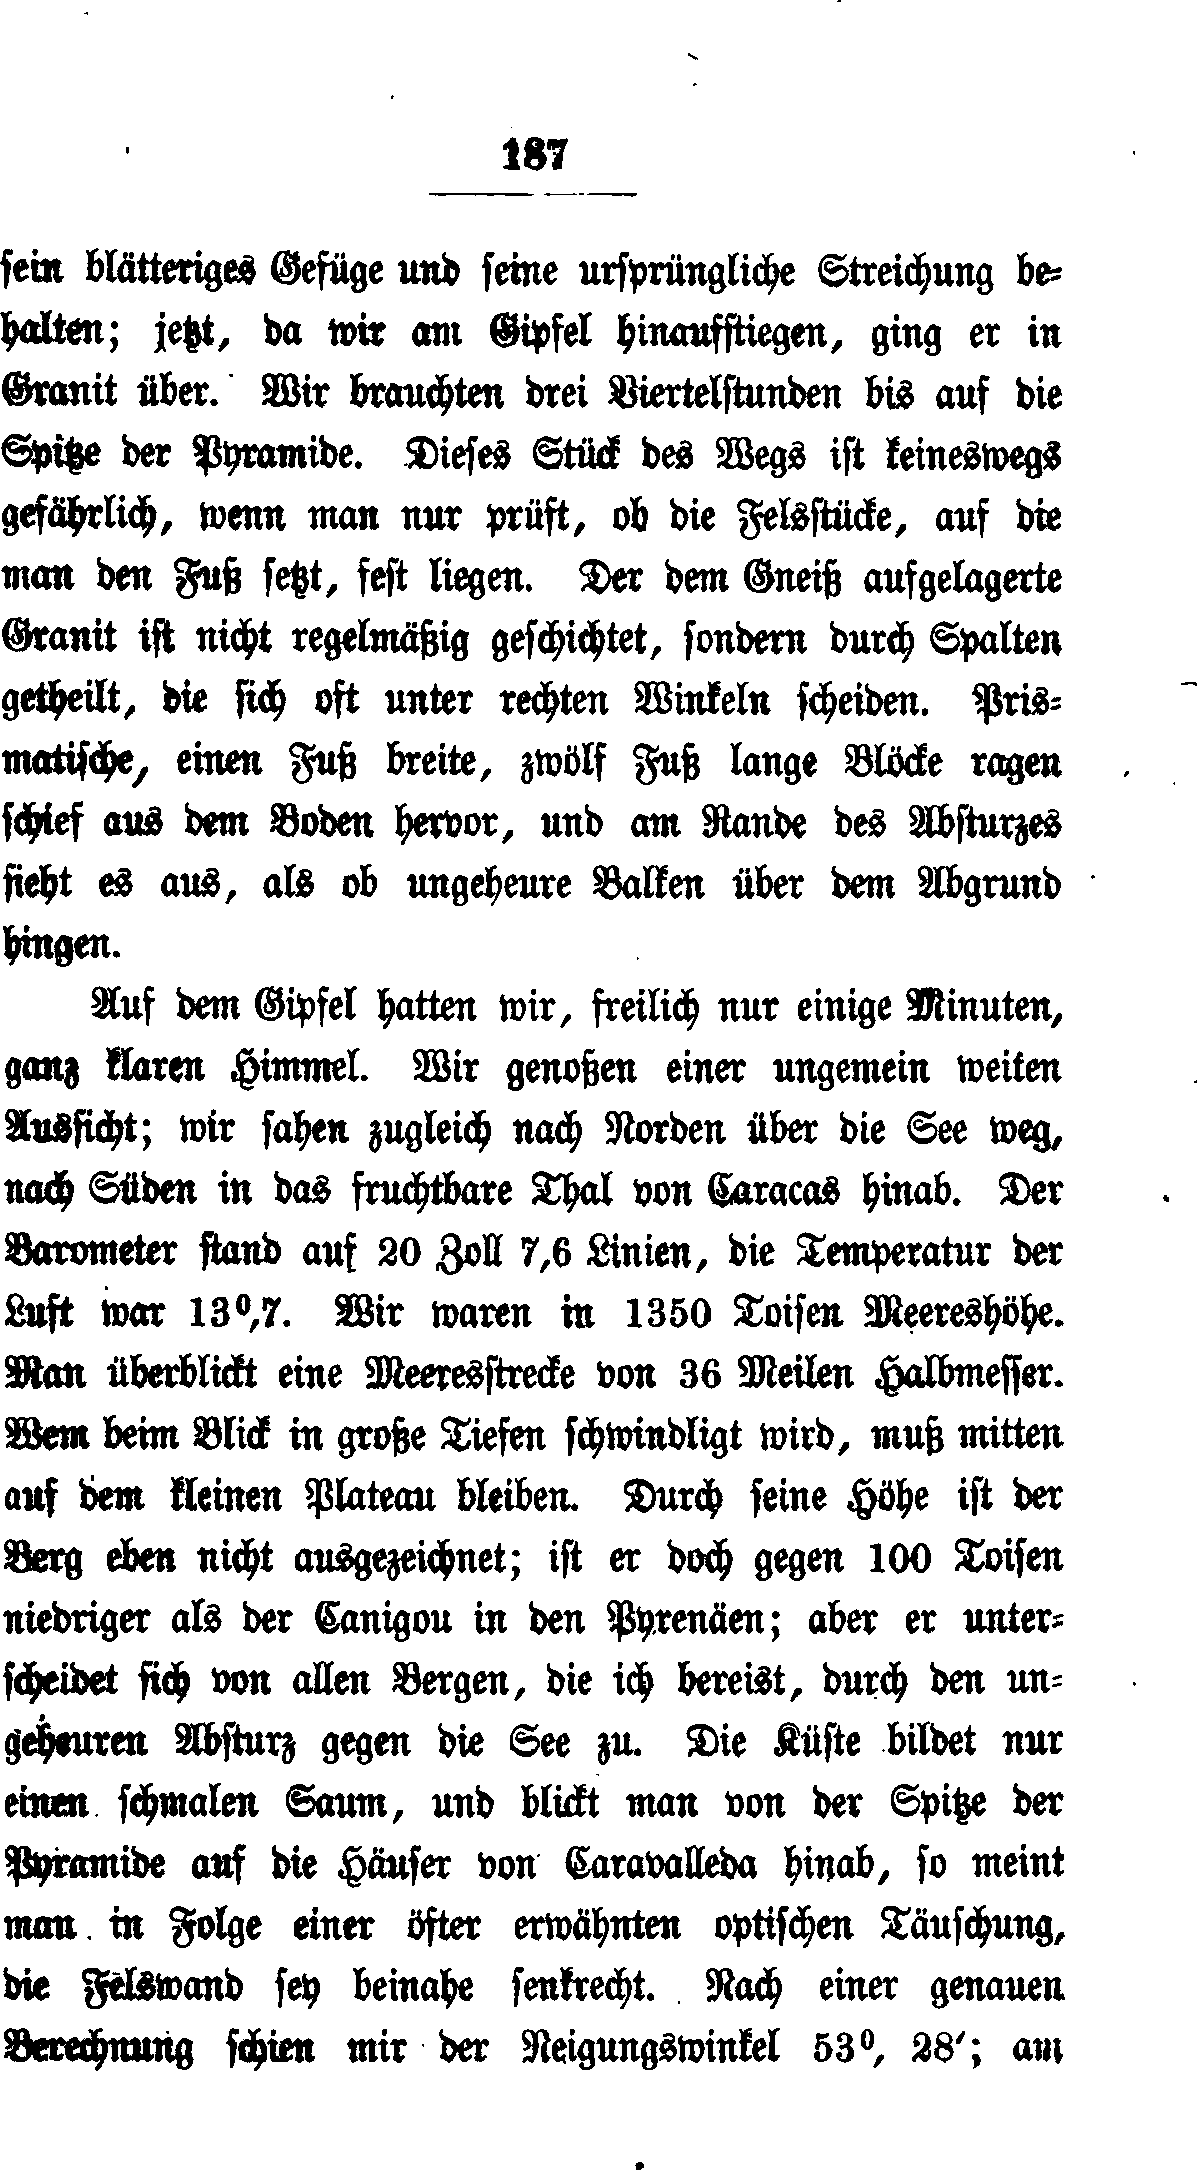 187
sein blätteriges Gefüge und seine ursprüngliche Streichung be-
halten; jetzt, da wir am Gipfel hinaufstiegen, ging er in
Granit über. Wir brauchten drei Viertelstunden bis auf die
Spitze der Pyramide. Dieses Stück des Wegs ist keineswegs
gefährlich, wenn man nur prüft, ob die Felsstücke, auf die
man den Fuß setzt, fest liegen. Der dem Gneiß aufgelagerte
Granit ist nicht regelmäßig geschichtet, sondern durch Spalten
getheilt, die sich oft unter rechten Winkeln scheiden. Pris-
matische, einen Fuß breite, zwölf Fuß lange Blöcke ragen
schief aus dem Boden hervor, und am Rande des Absturzes
sieht es aus, als ob ungeheure Balken über dem Abgrund
hingen.
Auf dem Gipfel hatten wir, freilich nur einige Minuten,
ganz klaren Himmel. Wir genoßen einer ungemein weiten
Aussicht; wir sahen zugleich nach Norden über die See weg,
nach Süden in das fruchtbare Thal von Caracas hinab. Der
Barometer stand auf 20 Zoll 7,6 Linien, die Temperatur der
Luft war 13⁰,7. Wir waren in 1350 Toisen Meereshöhe.
Man überblickt eine Meeresstrecke von 36 Meilen Halbmesser.
Wem beim Blick in große Tiefen schwindligt wird, muß mitten
auf dem kleinen Plateau bleiben. Durch seine Höhe ist der
Berg eben nicht ausgezeichnet; ist er doch gegen 100 Toisen
niedriger als der Canigou in den Pyrenäen; aber er unter-
scheidet sich von allen Bergen, die ich bereist, durch den un-
geheuren Absturz gegen die See zu. Die Küste bildet nur
einen schmalen Saum, und blickt man von der Spitze der
Pyramide auf die Häuser von Caravalleda hinab, so meint
man in Folge einer öfter erwähnten optischen Täuschung,
die Felswand sey beinahe senkrecht. Nach einer genauen
Berechnung schien mir der Neigungswinkel 53⁰, 28′; am